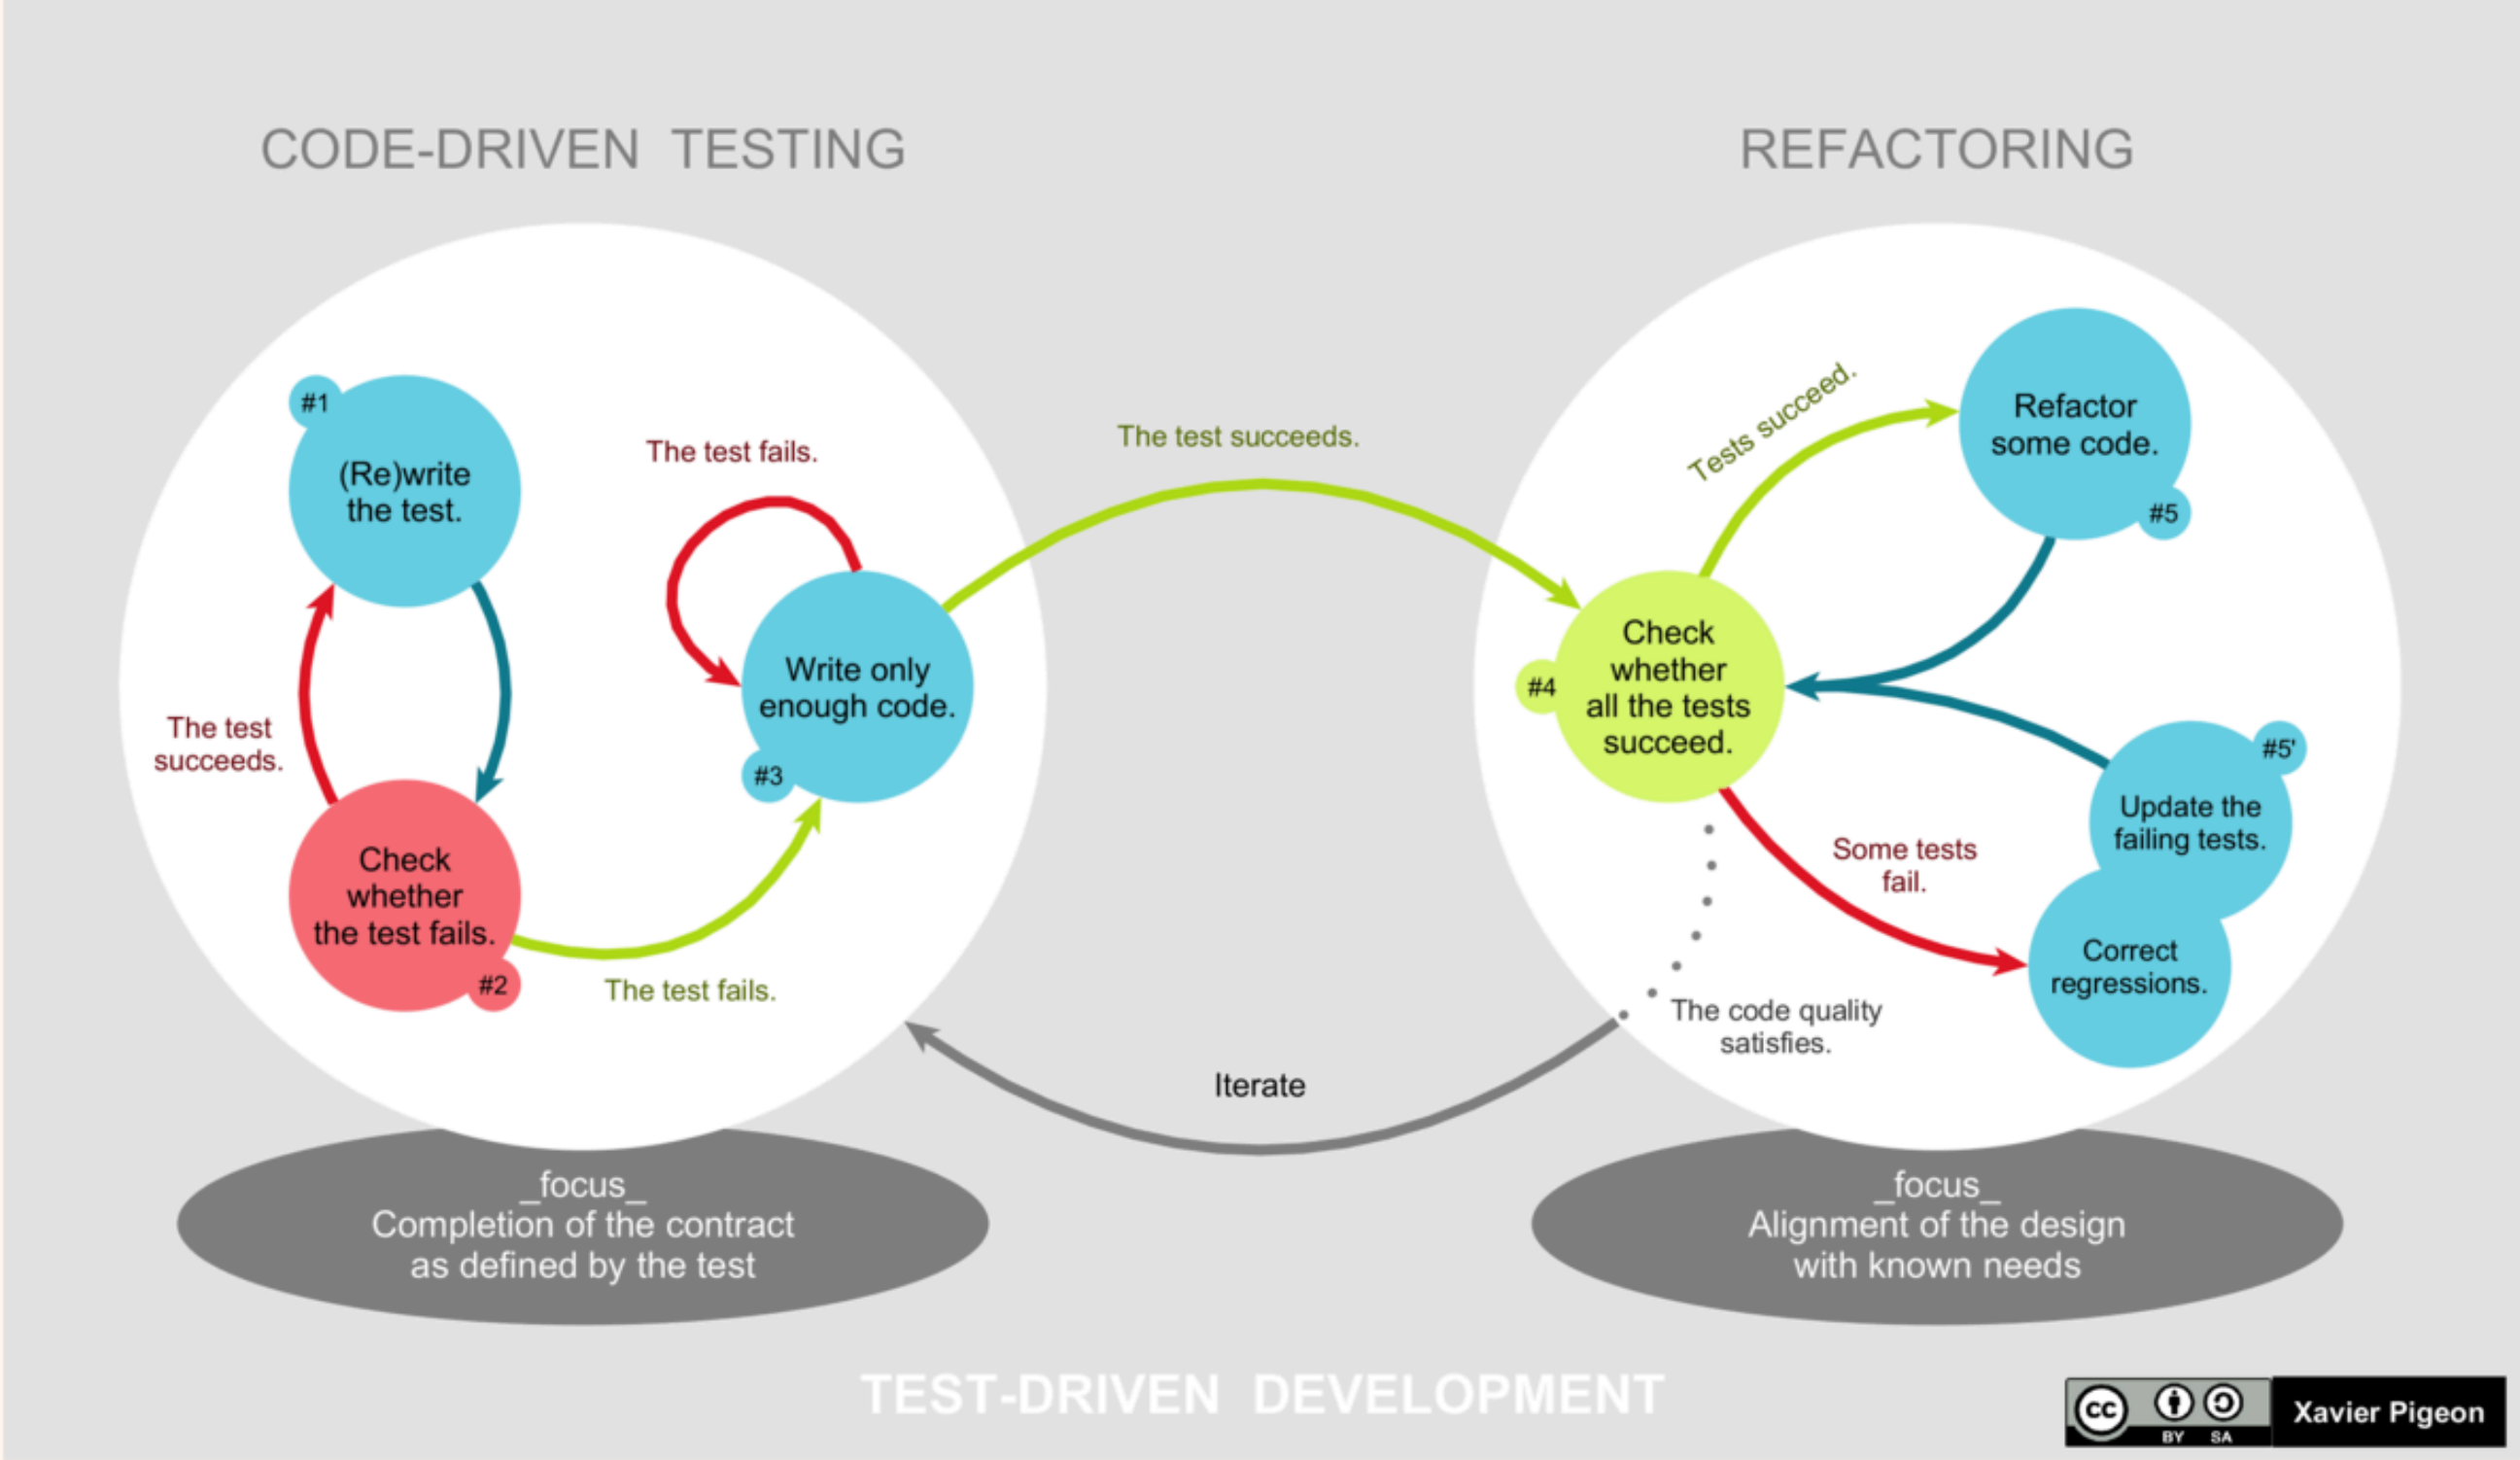 CODE-DRIVEN TESTING
REFACTORING
#1
(Re)write
the test.
The test
succeeds.
Check
whether
the test fails.
#2
The test fails.
The test fails.
Write only
enough code.
#3
The test succeeds.
#4
Check
whether
all the tests
succeed.
Tests succeed.
Refactor
some code.
#5
Some tests
fail.
#5'
Update the
failing tests.
Correct
regressions.
The code quality
satisfies.
Iterate
_focus_
Completion of the contract
as defined by the test
_focus_
Alignment of the design
with known needs
TEST-DRIVEN DEVELOPMENT
cc
BY SA
Xavier Pigeon